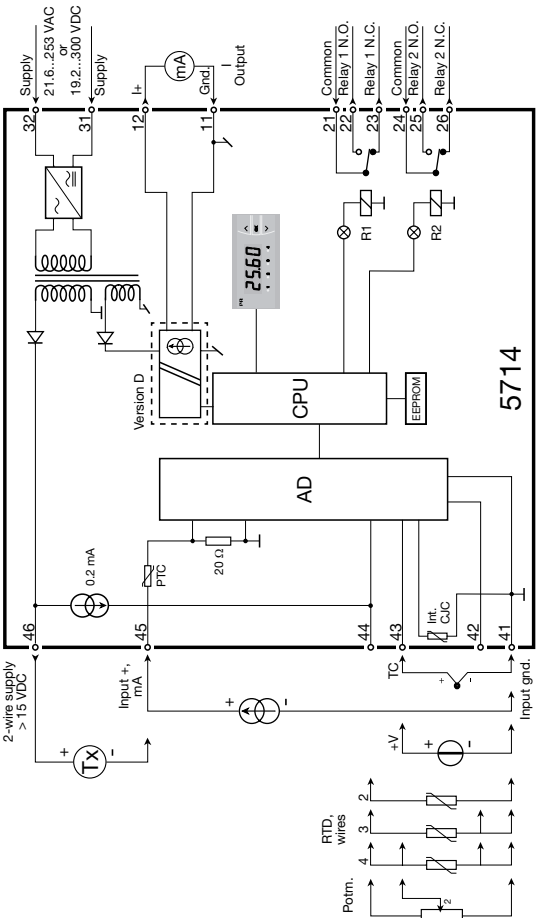 Supply
21.6...253 VAC
or
19.2...300 VDC
Supply
32
31
I+
12
mA
Gnd.
11
I
Output
Common
Relay 1 N.O.
Relay 1 N.C.
21
22
23
Common
Relay 2 N.O.
Relay 2 N.C.
24
25
26
R1
R2
PR
25.60
Version D
CPU
EEPROM
5714
AD
0.2 mA
PTC
20 Ω
Int.
CJC
46
45
44
43
42
41
2-wire supply
> 15 VDC
+
Tx
-
Input +,
mA
+
-
TC
+
-
Input gnd.
+V
+
-
RTD,
wires
2
3
4
Potm.
2